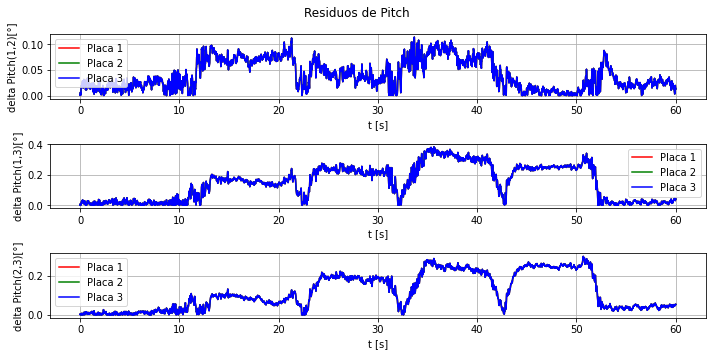 Residuos de Pitch
delta Pitch(1,2)[°]
0.10
0.05
0.00
Placa 1
Placa 2
Placa 3
0 10 20 30 40 50 60
t [s]
delta Pitch(1,3)[°]
0.4
0.2
0.0
Placa 1
Placa 2
Placa 3
0 10 20 30 40 50 60
t [s]
delta Pitch(2,3)[°]
0.2
0.0
Placa 1
Placa 2
Placa 3
0 10 20 30 40 50 60
t [s]